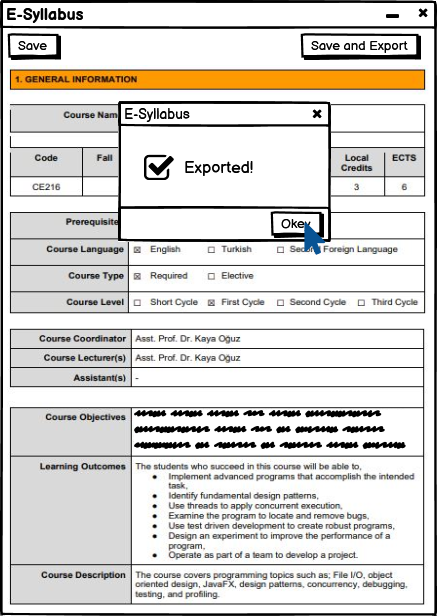 E-Syllabus
Save
Save and Export
1. GENERAL INFORMATION
Course Nam
E-Syllabus
Exported!
Okey
Code Fall Local Credits ECTS
CE216 3 6
Prerequisite
Course Language ☒ English ☐ Turkish ☐ Second Foreign Language
Course Type ☒ Required ☐ Elective
Course Level ☐ Short Cycle ☒ First Cycle ☐ Second Cycle ☐ Third Cycle
Course Coordinator Asst. Prof. Dr. Kaya Oğuz
Course Lecturer(s) Asst. Prof. Dr. Kaya Oğuz
Assistant(s) -
Course Objectives
Learning Outcomes The students who succeed in this course will be able to,
• Implement advanced programs that accomplish the intended
task,
• Identify fundamental design patterns,
• Use threads to apply concurrent execution,
• Examine the program to locate and remove bugs,
• Use test driven development to create robust programs,
• Design an experiment to improve the performance of a
program,
• Operate as part of a team to develop a project.
Course Description The course covers programming topics such as; File I/O, object
oriented design, JavaFX, design patterns, concurrency, debugging,
testing, and profiling.